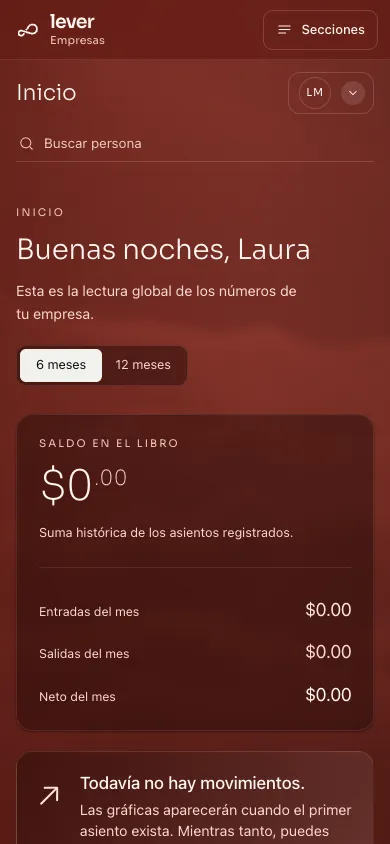 lever
Empresas
Secciones
Inicio
LM
Buscar persona
INICIO
Buenas noches, Laura
Esta es la lectura global de los números de
tu empresa.
6 meses
12 meses
SALDO EN EL LIBRO
$0.00
Suma histórica de los asientos registrados.
Entradas del mes
$0.00
Salidas del mes
$0.00
Neto del mes
$0.00
Todavía no hay movimientos.
Las gráficas aparecerán cuando el primer
asiento exista. Mientras tanto, puedes